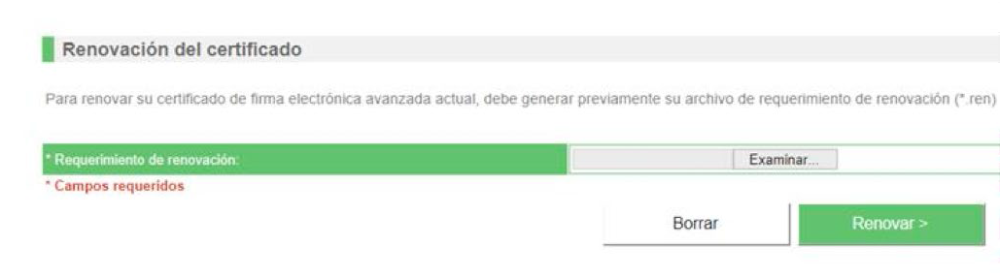 Renovación del certificado
Para renovar su certificado de firma electrónica avanzada actual, debe generar previamente su archivo de requerimiento de renovación (*.ren)
* Requerimiento de renovación:
Examinar...
* Campos requeridos
Borrar
Renovar >